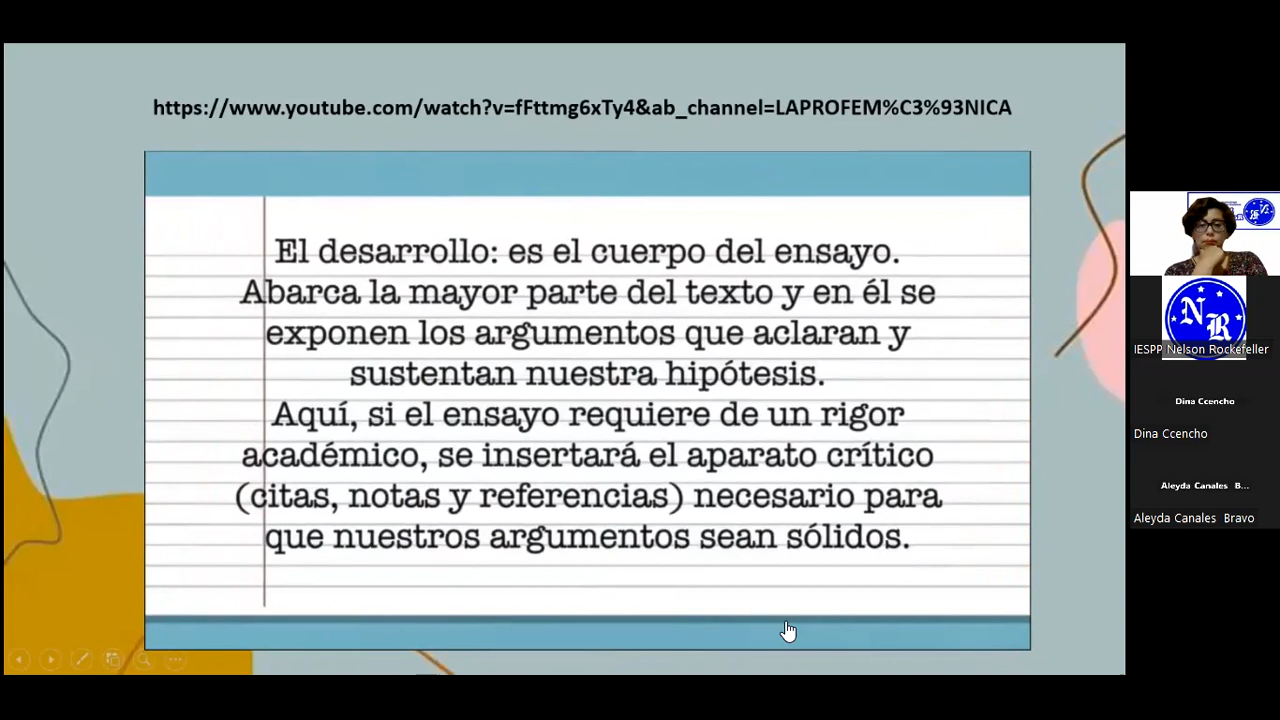 https://www.youtube.com/watch?v=fFttmg6xTy4&ab_channel=LAPROFEM%C3%93NICA
El desarrollo: es el cuerpo del ensayo.
Abarca la mayor parte del texto y en él se
exponen los argumentos que aclaran y
sustentan nuestra hipótesis.
Aquí, si el ensayo requiere de un rigor
académico, se insertará el aparato crítico
(citas, notas y referencias) necesario para
que nuestros argumentos sean sólidos.
NR
IESPP Nelson Rockefeller
Dina Ccencho
Dina Ccencho
Aleyda Canales B...
Aleyda Canales Bravo